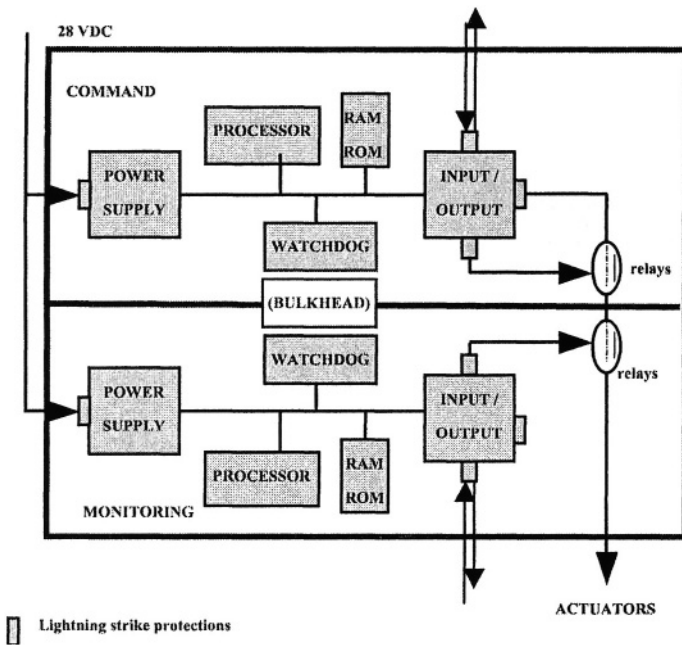 28 VDC
COMMAND
PROCESSOR
RAM
ROM
POWER
SUPPLY
INPUT /
OUTPUT
WATCHDOG
relays
(BULKHEAD)
WATCHDOG
relays
POWER
SUPPLY
INPUT /
OUTPUT
PROCESSOR
RAM
ROM
MONITORING
ACTUATORS
Lightning strike protections